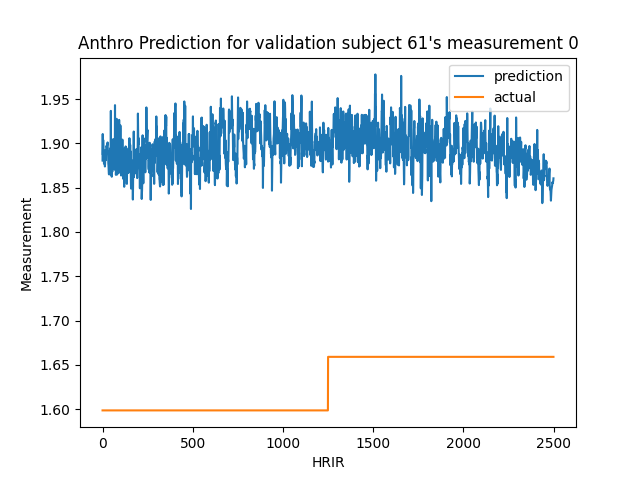 Anthro Prediction for validation subject 61's measurement 0
prediction
actual
1.95
1.90
1.85
1.80
1.75
1.70
1.65
1.60
Measurement
0
500
1000
1500
2000
2500
HRIR